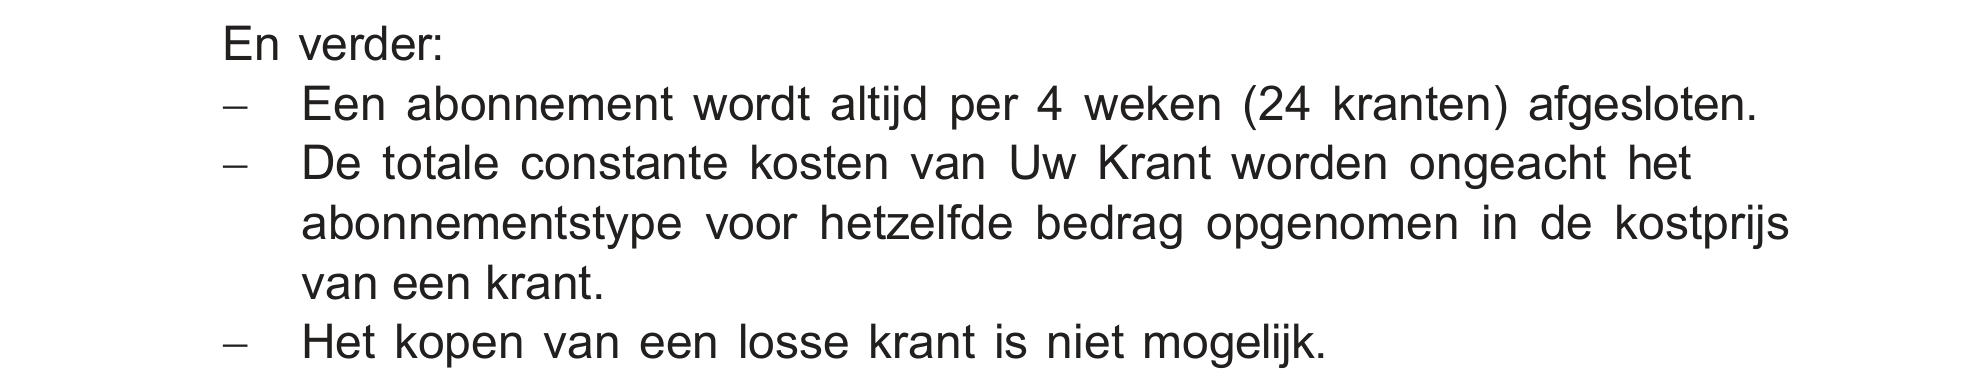 En verder:
− Een abonnement wordt altijd per 4 weken (24 kranten) afgesloten.
− De totale constante kosten van Uw Krant worden ongeacht het
abonnementstype voor hetzelfde bedrag opgenomen in de kostprijs
van een krant.
− Het kopen van een losse krant is niet mogelijk.